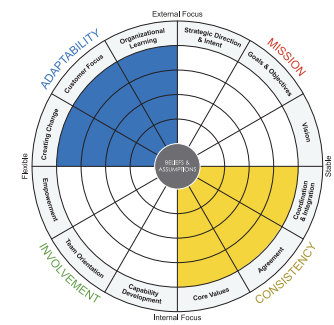 External Focus
ADAPTABILITY
MISSION
Organizational
Learning
Strategic Direction
& Intent
Customer Focus
Goals & Objectives
Creating Change
Vision
BELIEFS &
ASSUMPTIONS
Flexible
Stable
Empowerment
Coordination
& Integration
Team Orientation
Agreement
Capability
Development
Core Values
INVOLVEMENT
CONSISTENCY
Internal Focus